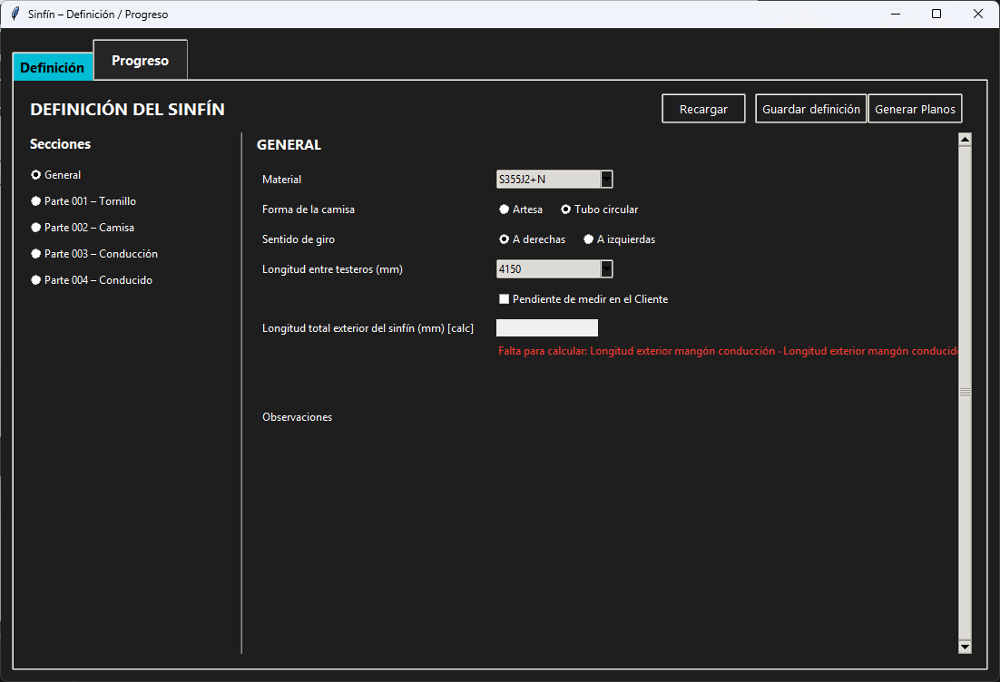 Sinfín – Definición / Progreso
Definición
Progreso
DEFINICIÓN DEL SINFÍN
Recargar
Guardar definición
Generar Planos
Secciones
General
Parte 001 – Tornillo
Parte 002 – Camisa
Parte 003 – Conducción
Parte 004 – Conducido
GENERAL
Material
S355J2+N
Forma de la camisa
Artesa
Tubo circular
Sentido de giro
A derechas
A izquierdas
Longitud entre testeros (mm)
4150
Pendiente de medir en el Cliente
Longitud total exterior del sinfín (mm) [calc]
Falta para calcular: Longitud exterior mangón conducción · Longitud exterior mangón conducid
Observaciones